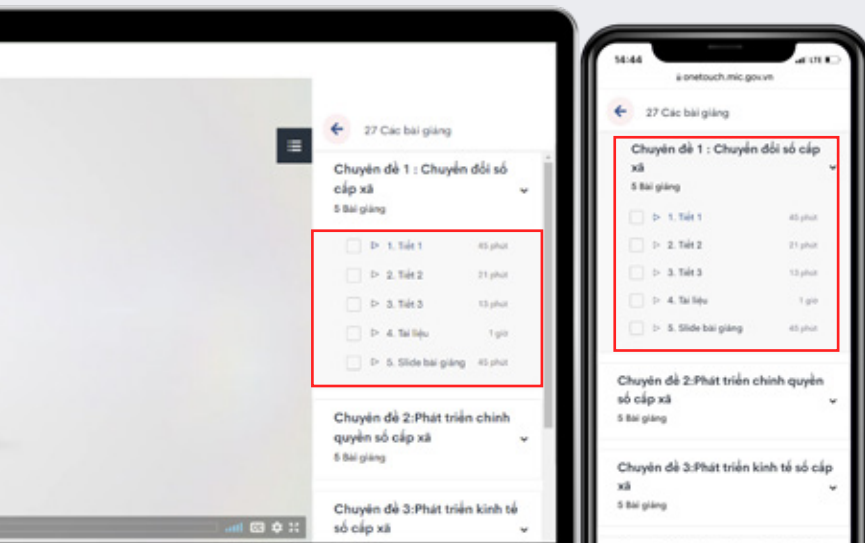 27 Các bài giảng
Chuyên đề 1 : Chuyển đổi số
cấp xã
5 Bài giảng
1. Tiết 1 45 phút
2. Tiết 2 21 phút
3. Tiết 3 13 phút
4. Tài liệu 1 giờ
5. Slide bài giảng 45 phút
Chuyên đề 2:Phát triển chính
quyền số cấp xã
5 Bài giảng
Chuyên đề 3:Phát triển kinh tế
số cấp xã
CC
14:44
LTE
onetouch.mic.gov.vn
27 Các bài giảng
Chuyên đề 1 : Chuyển đổi số cấp
xã
5 Bài giảng
1. Tiết 1 45 phút
2. Tiết 2 21 phút
3. Tiết 3 13 phút
4. Tài liệu 1 giờ
5. Slide bài giảng 45 phút
Chuyên đề 2:Phát triển chính quyền
số cấp xã
5 Bài giảng
Chuyên đề 3:Phát triển kinh tế số cấp
xã
5 Bài giảng